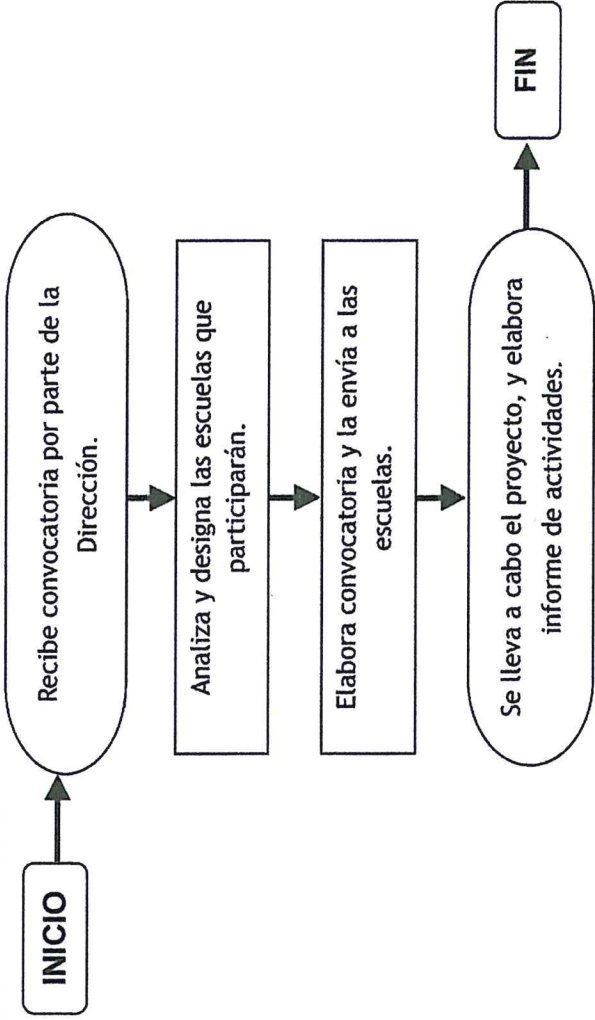 INICIO
Recibe convocatoria por parte de la
Dirección.
Analiza y designa las escuelas que
participarán.
Elabora convocatoria y la envía a las
escuelas.
Se lleva a cabo el proyecto, y elabora
informe de actividades.
FIN